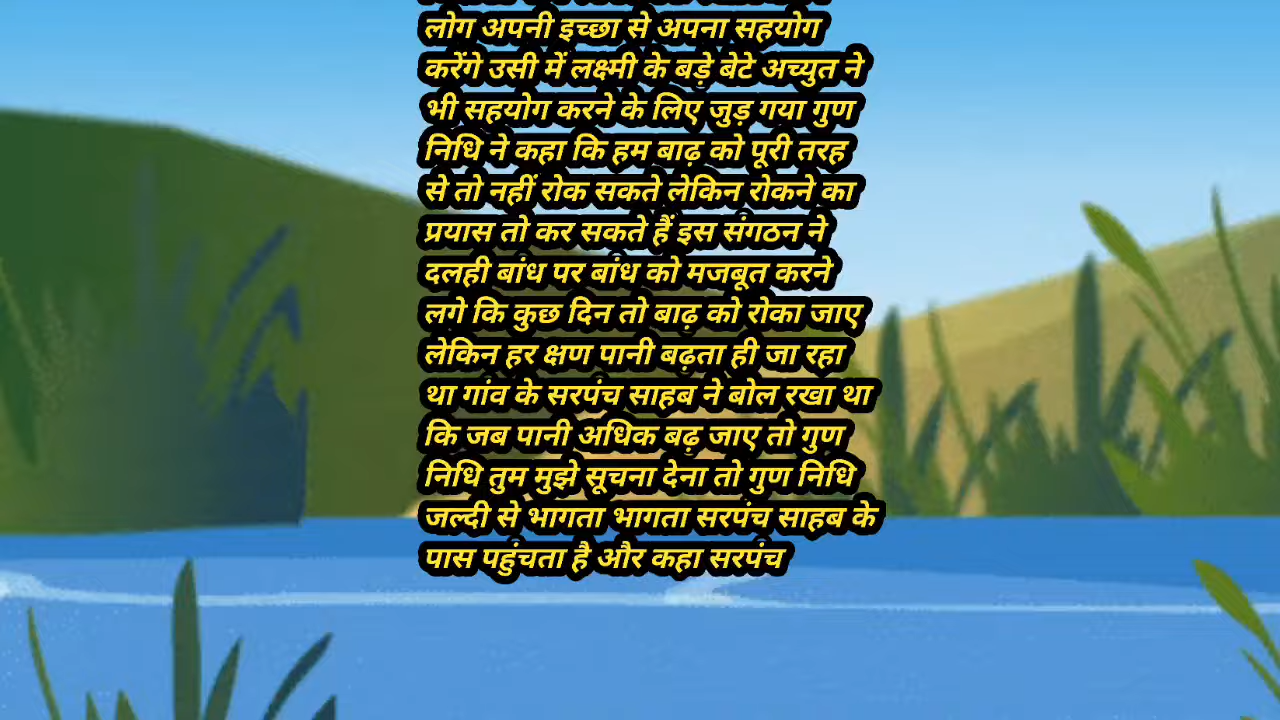 लोग अपनी इच्छा से अपना सहयोग
करेंगे उसी में लक्ष्मी के बड़े बेटे अच्युत ने
भी सहयोग करने के लिए जुड़ गया गुण
निधि ने कहा कि हम बाढ़ को पूरी तरह
से तो नहीं रोक सकते लेकिन रोकने का
प्रयास तो कर सकते हैं इस संगठन ने
दलही बांध पर बांध को मजबूत करने
लगे कि कुछ दिन तो बाढ़ को रोका जाए
लेकिन हर क्षण पानी बढ़ता ही जा रहा
था गांव के सरपंच साहब ने बोल रखा था
कि जब पानी अधिक बढ़ जाए तो गुण
निधि तुम मुझे सूचना देना तो गुण निधि
जल्दी से भागता भागता सरपंच साहब के
पास पहुंचता है और कहा सरपंच